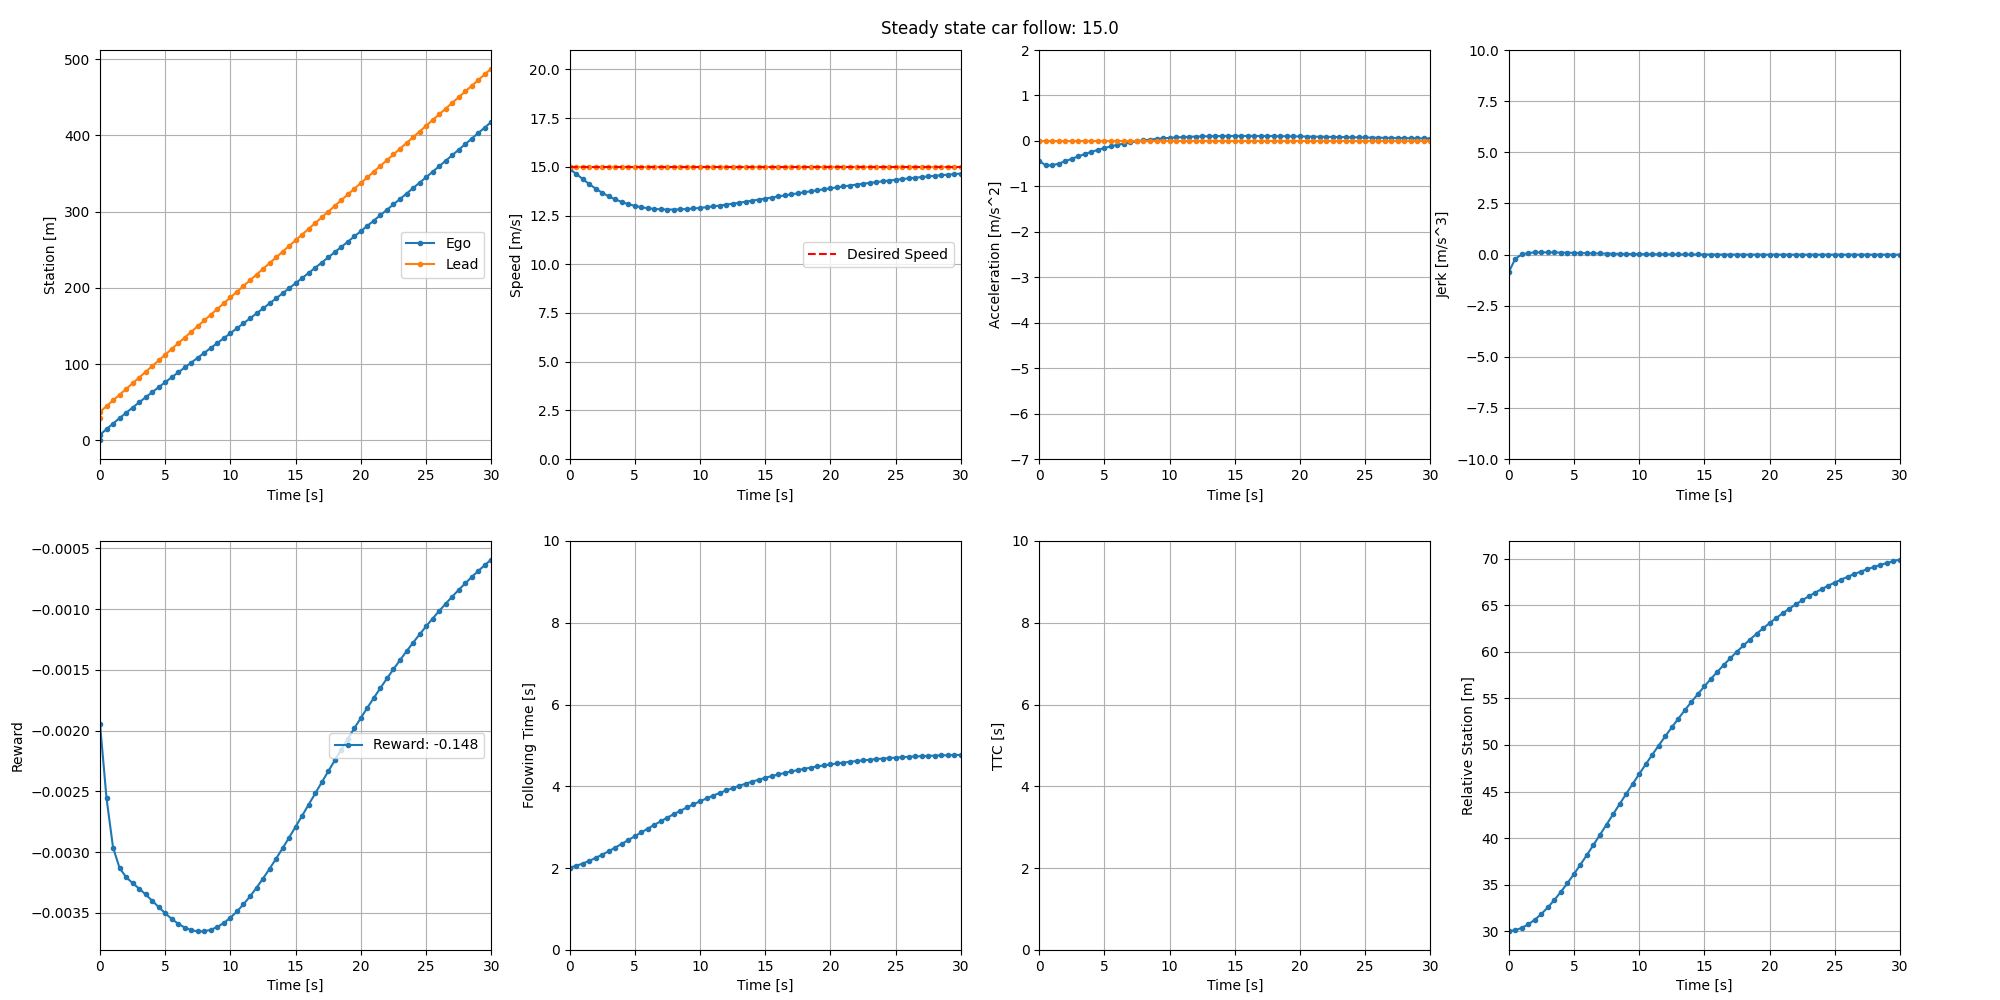 Steady state car follow: 15.0
500
400
300
200
100
0
Station [m]
Ego
Lead
0 5 10 15 20 25 30
Time [s]
20.0
17.5
15.0
12.5
10.0
7.5
5.0
2.5
0.0
Speed [m/s]
Desired Speed
0 5 10 15 20 25 30
Time [s]
2
1
0
−1
−2
−3
−4
−5
−6
−7
Acceleration [m/s^2]
0 5 10 15 20 25 30
Time [s]
10.0
7.5
5.0
2.5
0.0
−2.5
−5.0
−7.5
−10.0
Jerk [m/s^3]
0 5 10 15 20 25 30
Time [s]
−0.0005
−0.0010
−0.0015
−0.0020
−0.0025
−0.0030
−0.0035
Reward
Reward: -0.148
0 5 10 15 20 25 30
Time [s]
10
8
6
4
2
0
Following Time [s]
0 5 10 15 20 25 30
Time [s]
10
8
6
4
2
0
TTC [s]
0 5 10 15 20 25 30
Time [s]
70
65
60
55
50
45
40
35
30
Relative Station [m]
0 5 10 15 20 25 30
Time [s]